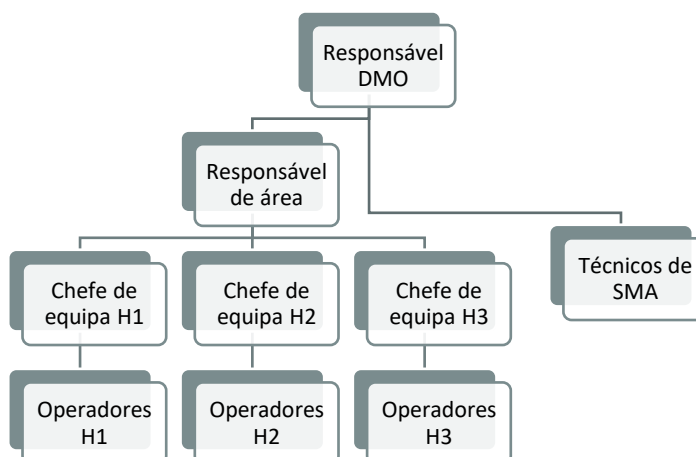 Responsável
DMO
Responsável
de área
Chefe de
equipa H1
Chefe de
equipa H2
Chefe de
equipa H3
Técnicos de
SMA
Operadores
H1
Operadores
H2
Operadores
H3